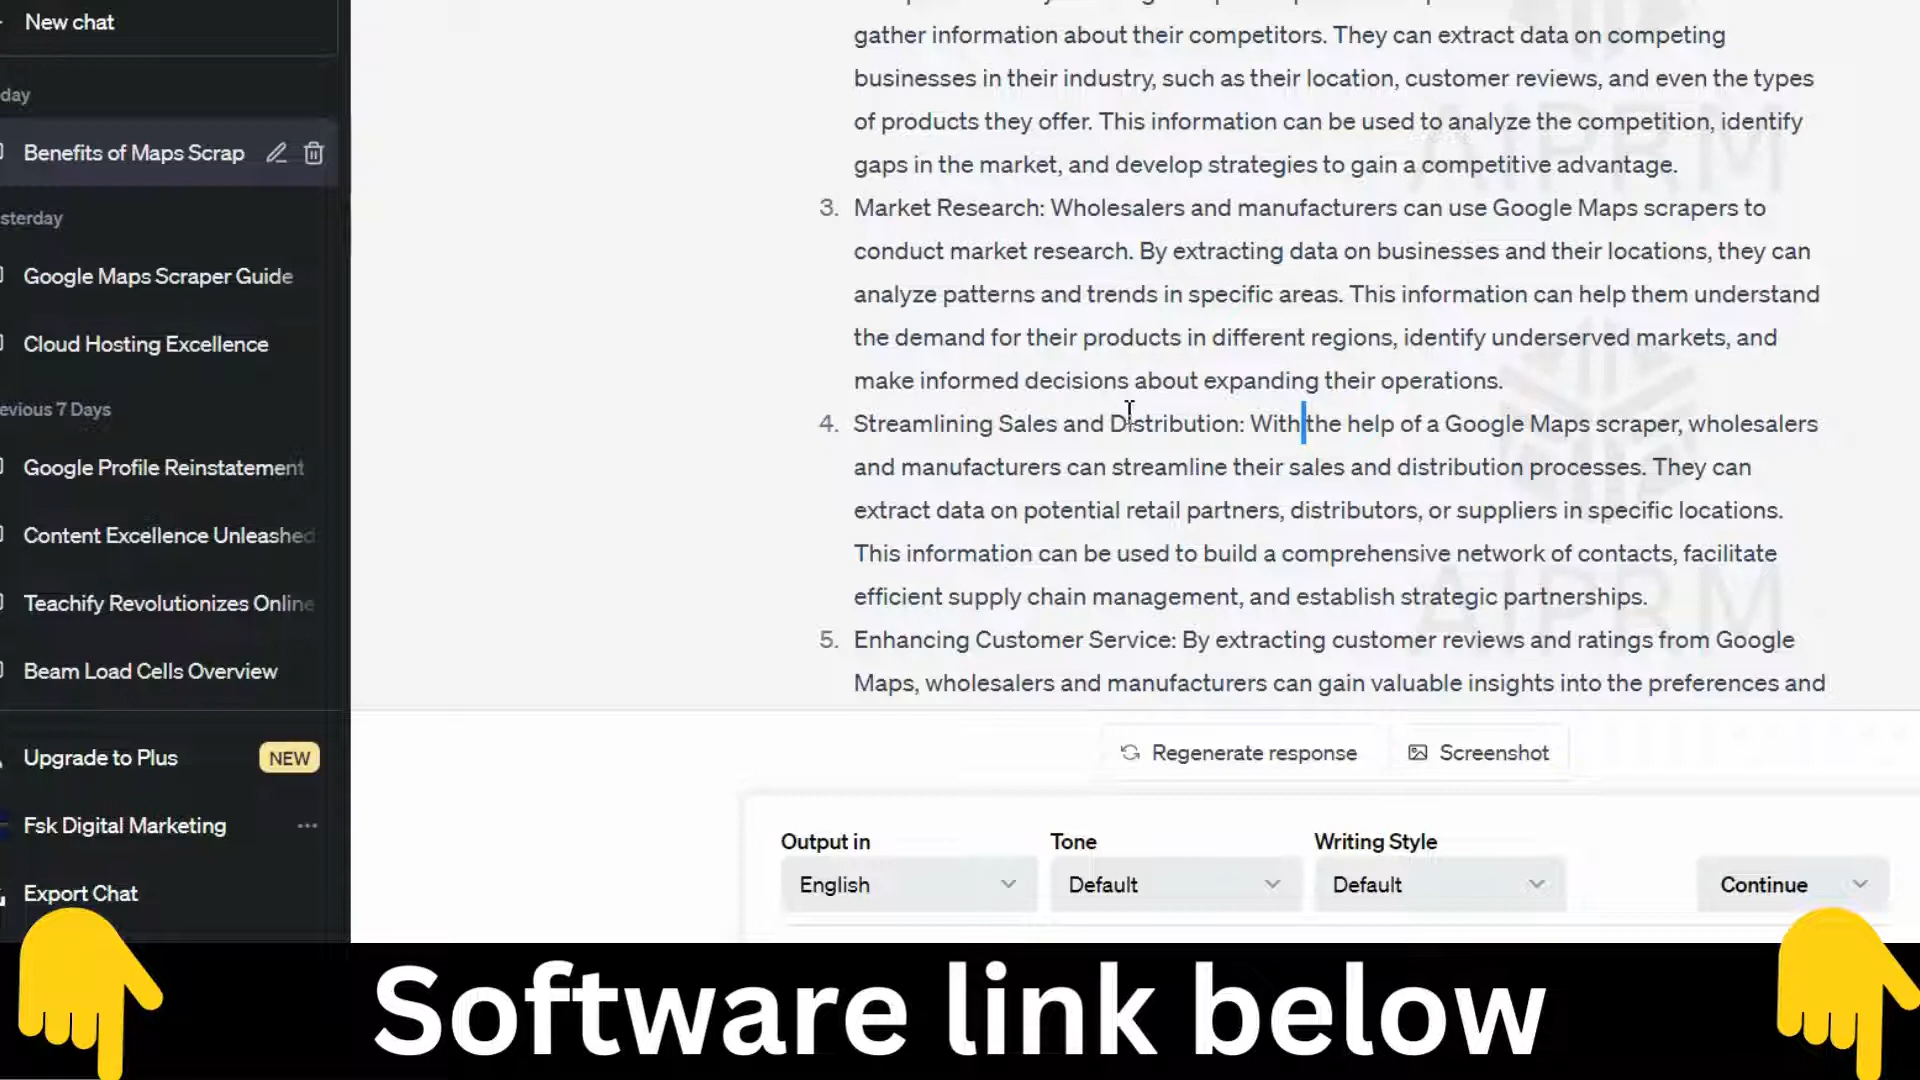 New chat
day
Benefits of Maps Scrap
sterday
Google Maps Scraper Guide
Cloud Hosting Excellence
evious 7 Days
Google Profile Reinstatement
Content Excellence Unleashed
Teachify Revolutionizes Online
Beam Load Cells Overview
Upgrade to Plus NEW
Fsk Digital Marketing
Export Chat
gather information about their competitors. They can extract data on competing
businesses in their industry, such as their location, customer reviews, and even the types
of products they offer. This information can be used to analyze the competition, identify
gaps in the market, and develop strategies to gain a competitive advantage.
3. Market Research: Wholesalers and manufacturers can use Google Maps scrapers to
conduct market research. By extracting data on businesses and their locations, they can
analyze patterns and trends in specific areas. This information can help them understand
the demand for their products in different regions, identify underserved markets, and
make informed decisions about expanding their operations.
4. Streamlining Sales and Distribution: With the help of a Google Maps scraper, wholesalers
and manufacturers can streamline their sales and distribution processes. They can
extract data on potential retail partners, distributors, or suppliers in specific locations.
This information can be used to build a comprehensive network of contacts, facilitate
efficient supply chain management, and establish strategic partnerships.
5. Enhancing Customer Service: By extracting customer reviews and ratings from Google
Maps, wholesalers and manufacturers can gain valuable insights into the preferences and
AIPRM
AIPRM
Regenerate response Screenshot
Output in Tone Writing Style
English Default Default Continue
Software link below